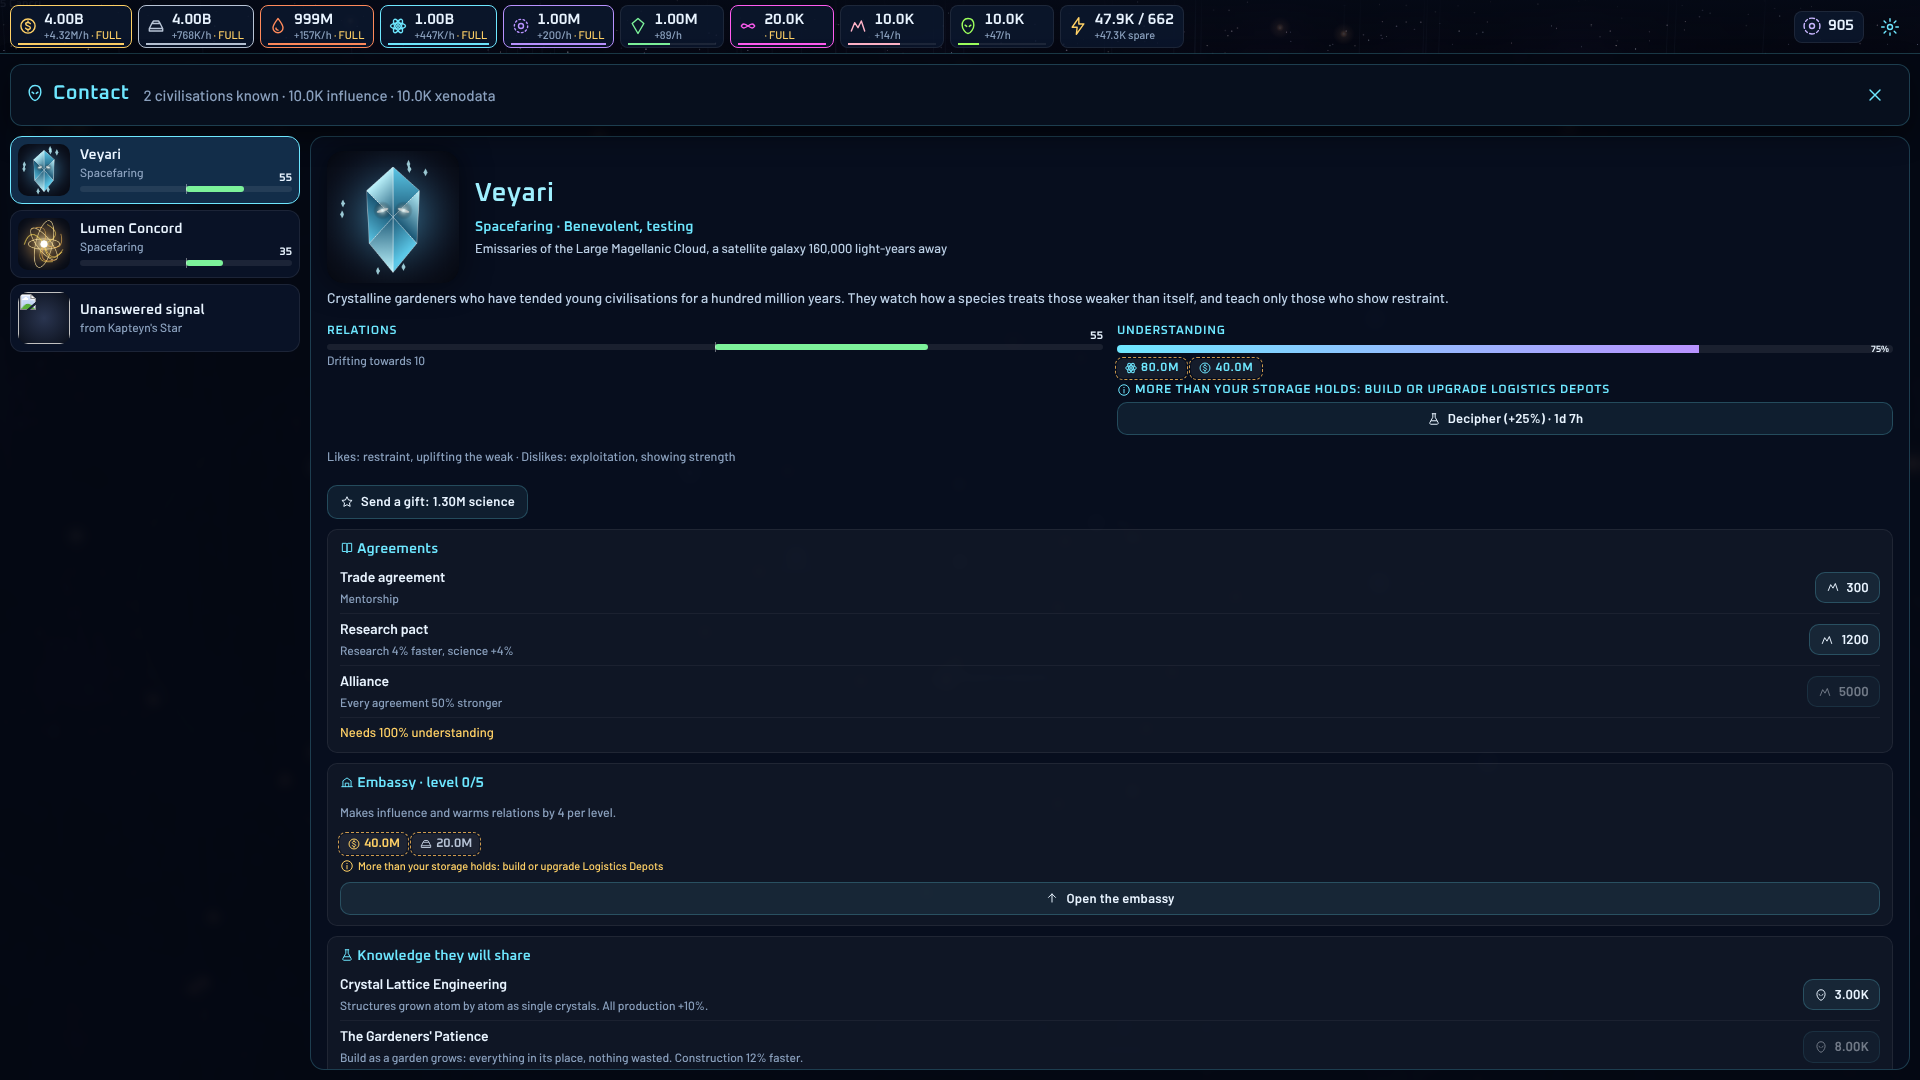 4.00B
+4.32M/h · FULL
4.00B
+768K/h · FULL
999M
+157K/h · FULL
1.00B
+447K/h · FULL
1.00M
+200/h · FULL
1.00M
+89/h
20.0K
· FULL
10.0K
+14/h
10.0K
+47/h
47.9K / 662
+47.3K spare
905
Contact 2 civilisations known · 10.0K influence · 10.0K xenodata
Veyari
Spacefaring
55
Lumen Concord
Spacefaring
35
Unanswered signal
from Kapteyn's Star
Veyari
Spacefaring · Benevolent, testing
Emissaries of the Large Magellanic Cloud, a satellite galaxy 160,000 light-years away
Crystalline gardeners who have tended young civilisations for a hundred million years. They watch how a species treats those weaker than itself, and teach only those who show restraint.
RELATIONS
55
Drifting towards 10
UNDERSTANDING
75%
80.0M 40.0M
MORE THAN YOUR STORAGE HOLDS: BUILD OR UPGRADE LOGISTICS DEPOTS
Decipher (+25%) · 1d 7h
Likes: restraint, uplifting the weak · Dislikes: exploitation, showing strength
Send a gift: 1.30M science
Agreements
Trade agreement
Mentorship
300
Research pact
Research 4% faster, science +4%
1200
Alliance
Every agreement 50% stronger
5000
Needs 100% understanding
Embassy · level 0/5
Makes influence and warms relations by 4 per level.
40.0M 20.0M
More than your storage holds: build or upgrade Logistics Depots
Open the embassy
Knowledge they will share
Crystal Lattice Engineering
Structures grown atom by atom as single crystals. All production +10%.
3.00K
The Gardeners' Patience
Build as a garden grows: everything in its place, nothing wasted. Construction 12% faster.
8.00K